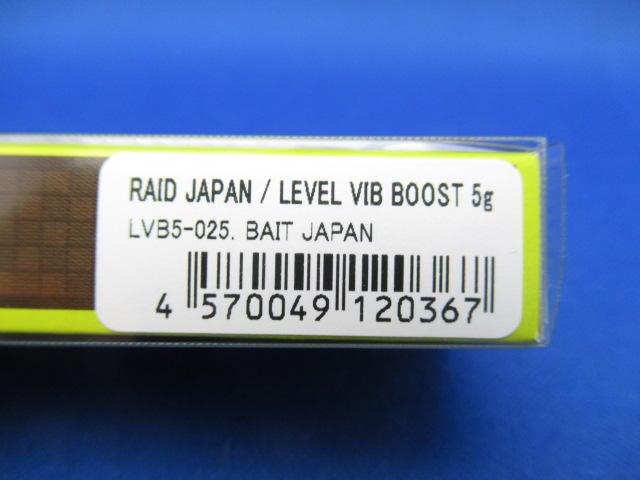 RAID JAPAN / LEVEL VIB BOOST 5g
LVB5-025. BAIT JAPAN
4 570049 120367